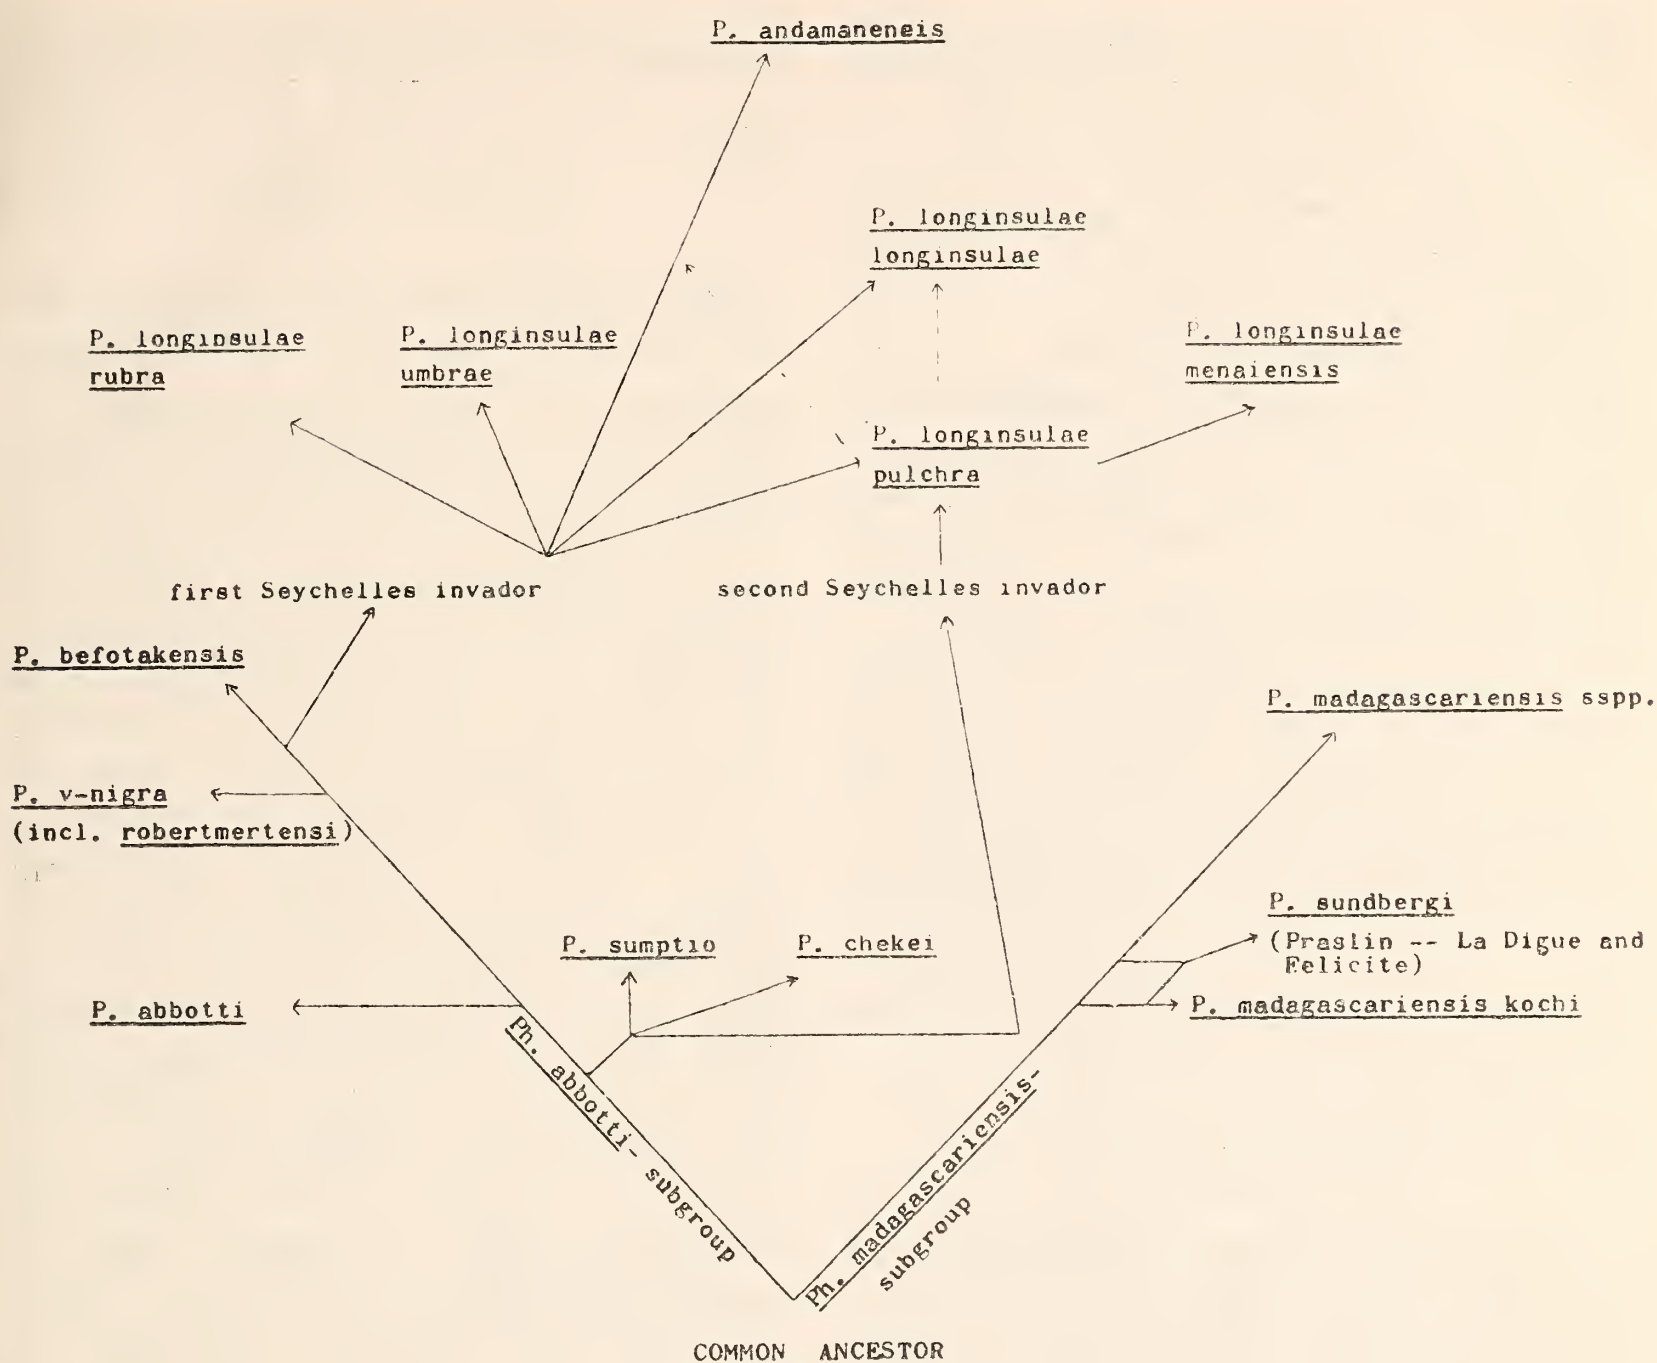 P. andamaneneis
P. longinsulae
longinsulae
P. longinsulae
rubra
P. longinsulae
umbrae
P. longinsulae
menaiensis
P. longinsulae
pulchra
first Seychelles invador
second Seychelles invador
P. befotakensis
P. madagascariensis sspp.
P. v-nigra
(incl. robertmertensi)
P. sundbergi
(Praslin -- La Digue and
Felicite)
P. sumptio
P. chekei
P. abbotti
P. madagascariensis kochi
Ph. abbotti- subgroup
Ph. madagascariensis-
subgroup
COMMON ANCESTOR